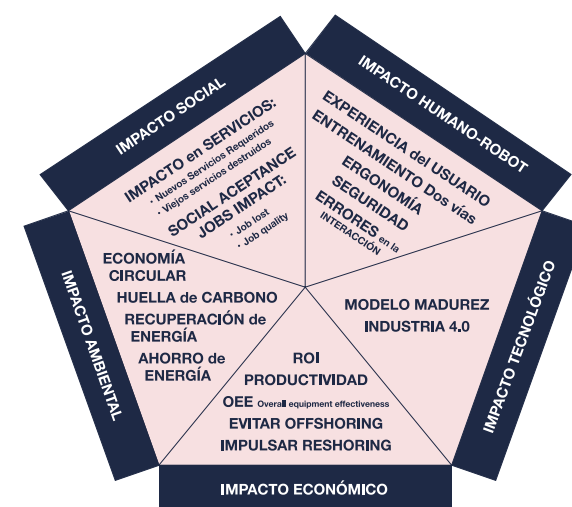 IMPACTO SOCIAL
IMPACTO en SERVICIOS:
· Nuevos Servicios Requeridos
· Viejos servicios destruidos
SOCIAL ACEPTANCE
JOBS IMPACT:
· Job lost
· Job quality
IMPACTO HUMANO-ROBOT
EXPERIENCIA del USUARIO
ENTRENAMIENTO Dos vías
ERGONOMÍA
SEGURIDAD
ERRORES en la
INTERACCIÓN
IMPACTO AMBIENTAL
ECONOMÍA
CIRCULAR
HUELLA de CARBONO
RECUPERACIÓN de
ENERGÍA
AHORRO de
ENERGÍA
MODELO MADUREZ
INDUSTRIA 4.0
IMPACTO TECNOLÓGICO
ROI
PRODUCTIVIDAD
OEE Overall equipment effectiveness
EVITAR OFFSHORING
IMPULSAR RESHORING
IMPACTO ECONÓMICO